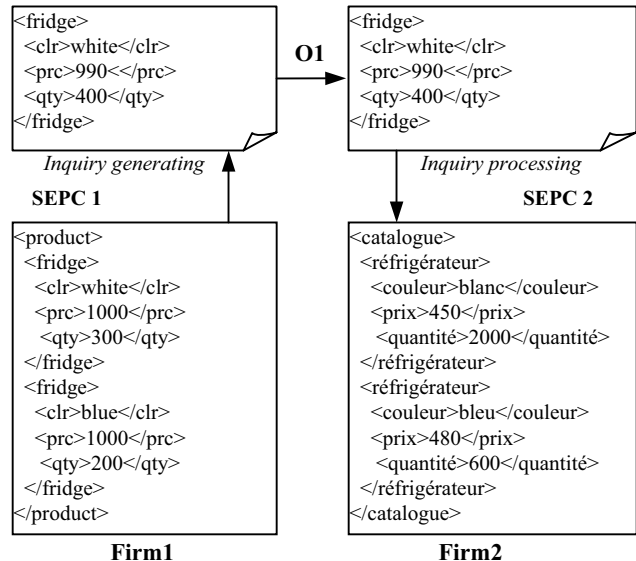 <fridge>
<clr>white</clr>
<prc>990<</prc>
<qty>400</qty>
</fridge>
O1
<fridge>
<clr>white</clr>
<prc>990<</prc>
<qty>400</qty>
</fridge>
Inquiry generating
Inquiry processing
SEPC 1
SEPC 2
<product>
<fridge>
<clr>white</clr>
<prc>1000</prc>
<qty>300</qty>
</fridge>
<fridge>
<clr>blue</clr>
<prc>1000</prc>
<qty>200</qty>
</fridge>
</product>
<catalogue>
<réfrigérateur>
<couleur>blanc</couleur>
<prix>450</prix>
<quantité>2000</quantité>
</réfrigérateur>
<réfrigérateur>
<couleur>bleu</couleur>
<prix>480</prix>
<quantité>600</quantité>
</réfrigérateur>
</catalogue>
Firm1
Firm2